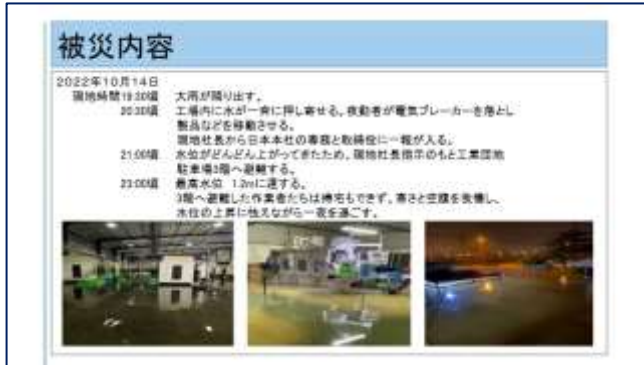 被災内容
2022年10月14日
現地時間19:30頃 大雨が降り出す。
20:30頃 工場内に水が一斉に押し寄せる。夜勤者が電気ブレーカーを落とし
製品などを移動させる。
現地社長から日本本社の専務と取締役に一報が入る。
21:00頃 水位がどんどん上がってきたため、現地社長指示のもと工業団地
駐車場3階へ避難する。
23:00頃 最高水位 1.2mに達する。
3階へ避難した作業者たちは帰宅もできず、寒さと空腹を我慢し、
水位の上昇に怯えながら一夜を過ごす。